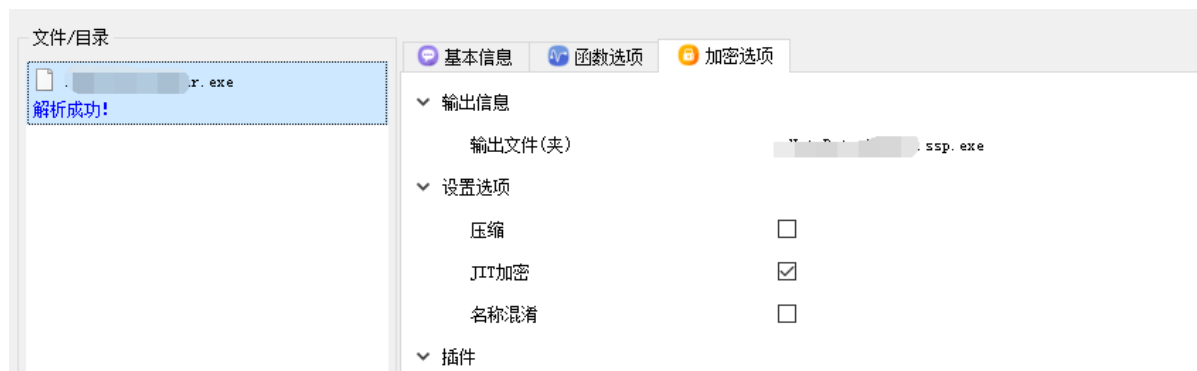 文件/目录
r.exe
解析成功!
基本信息
函数选项
加密选项
输出信息
输出文件(夹)
.ssp.exe
设置选项
压缩
JIT加密
名称混淆
插件